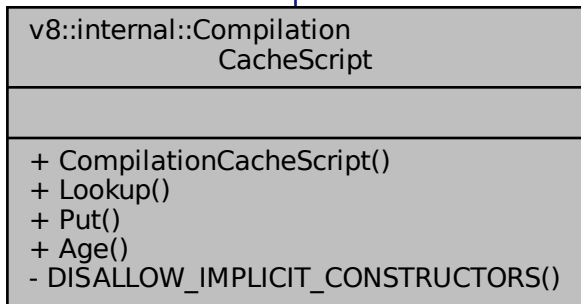 v8::internal::Compilation
CacheScript
+ CompilationCacheScript()
+ Lookup()
+ Put()
+ Age()
- DISALLOW_IMPLICIT_CONSTRUCTORS()